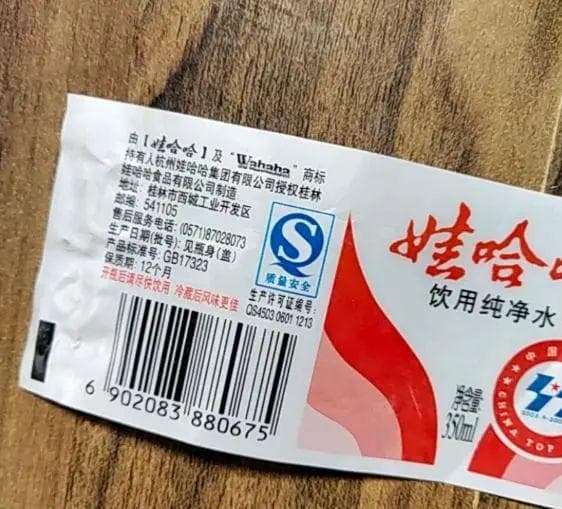 由【娃哈哈】及“Wahaha”商标
持有人杭州娃哈哈集团有限公司授权桂林
娃哈哈食品有限公司制造
地址: 桂林市西城工业开发区
邮编: 541105
售后服务电话: (0571)87028073
生产日期(批号): 见瓶身(盖)
产品标准号: GB17323
保质期: 12个月
开瓶后请尽快饮用 冷藏后风味更佳
质量安全
生产许可证编号:
QS4503 0601 1213
6 902083 880675
娃哈
饮用纯净水
净含量
350ml
中国
CHINA TOP